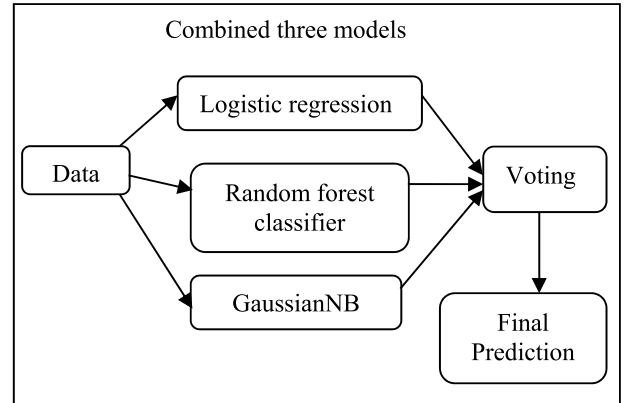 Combined three models
Logistic regression
Data
Random forest
classifier
Voting
GaussianNB
Final
Prediction